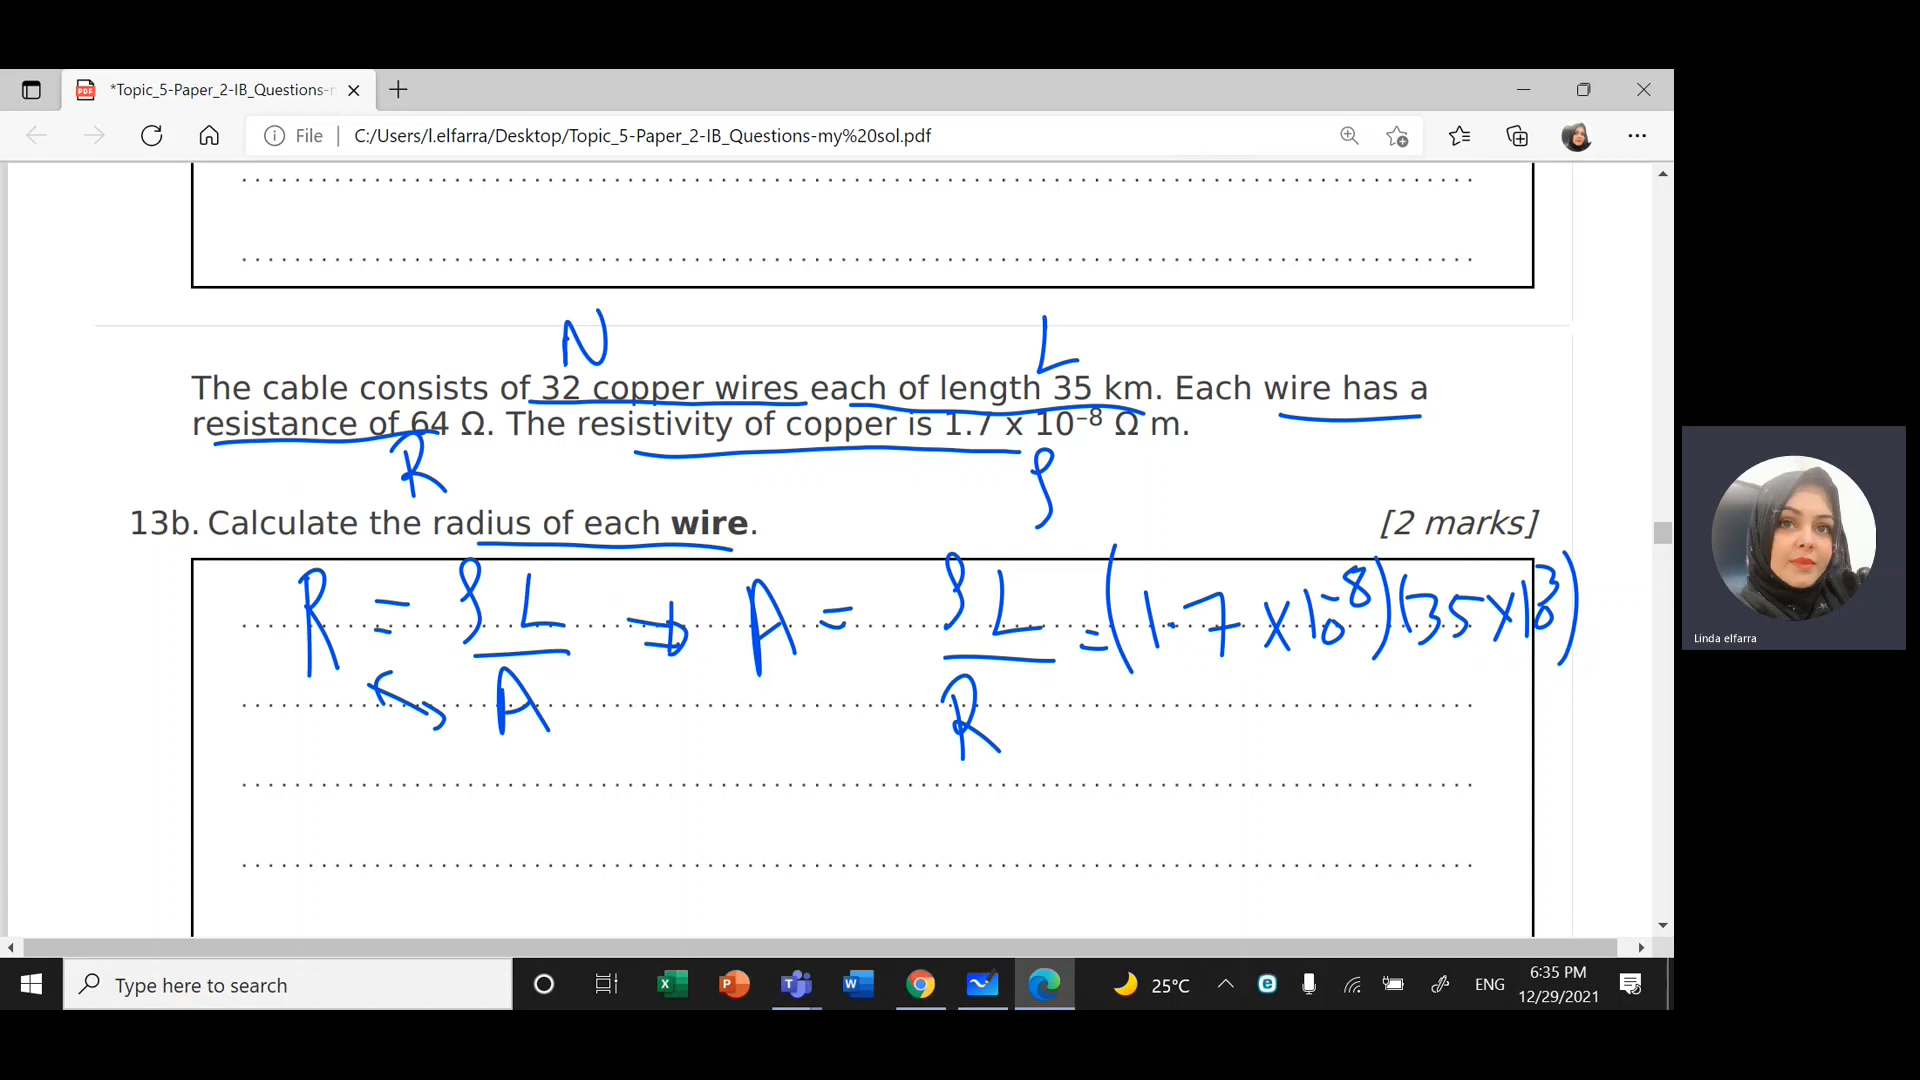 *Topic_5-Paper_2-IB_Questions-
File
C:/Users/l.elfarra/Desktop/Topic_5-Paper_2-IB_Questions-my%20sol.pdf
N L
The cable consists of 32 copper wires each of length 35 km. Each wire has a
resistance of 64 Ω. The resistivity of copper is 1.7 x 10⁻⁸ Ω m.
R ρ
13b. Calculate the radius of each wire. [2 marks]
R = ρL/A ⇒ A = ρL/R = (1.7 × 10⁻⁸)(35 × 10³)
Linda elfarra
Type here to search
25°C
ENG
6:35 PM
12/29/2021